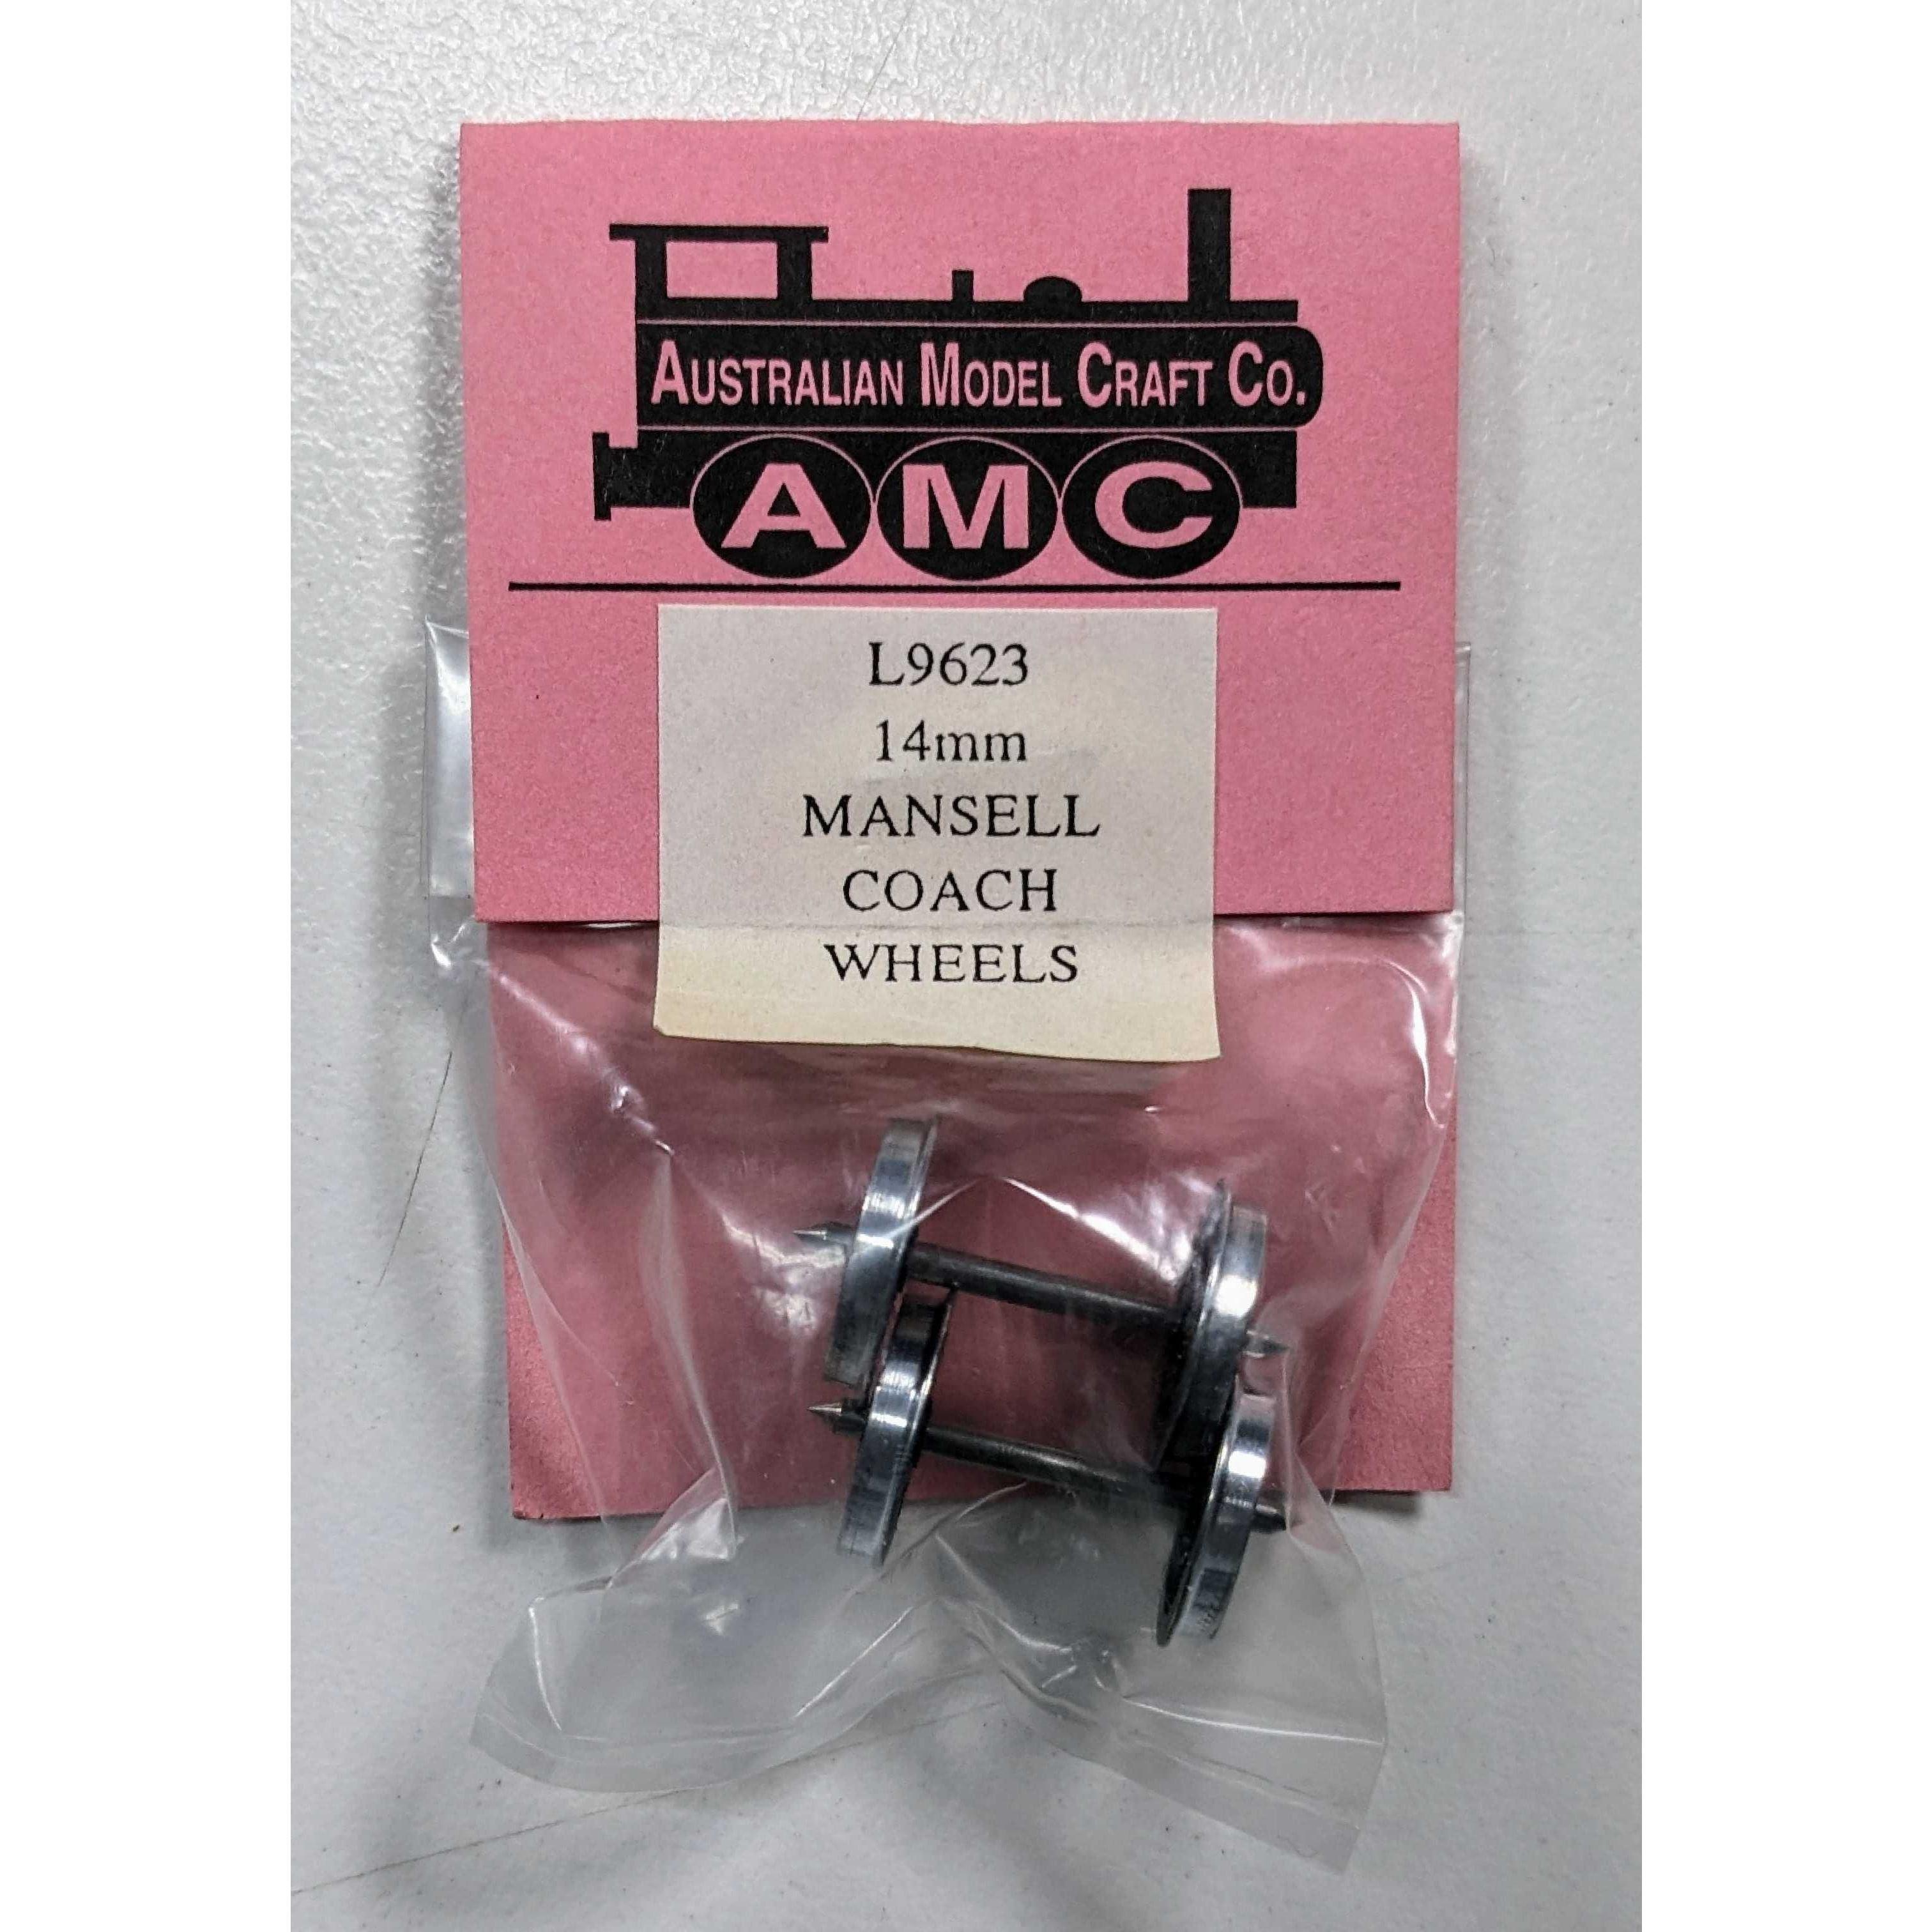 AUSTRALIAN MODEL CRAFT CO.
AMC
L9623
14mm
MANSELL
COACH
WHEELS